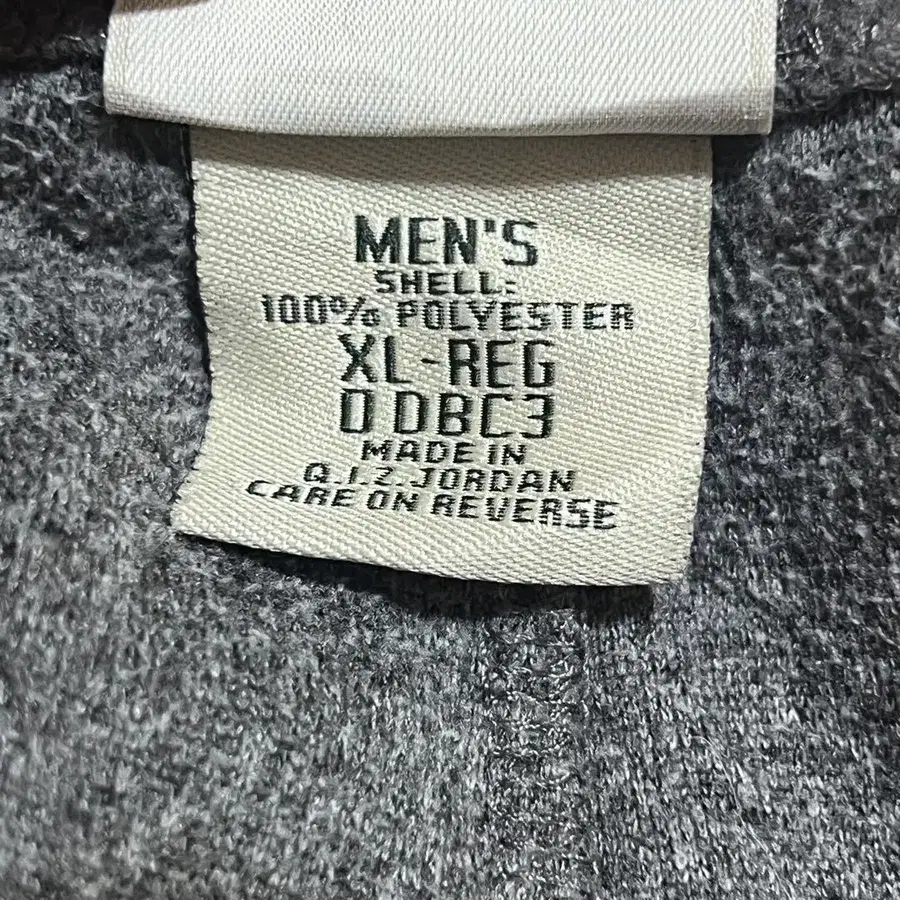 MEN'S
SHELL:
100% POLYESTER
XL-REG
0 DBC3
MADE IN
Q.I.Z. JORDAN
CARE ON REVERSE